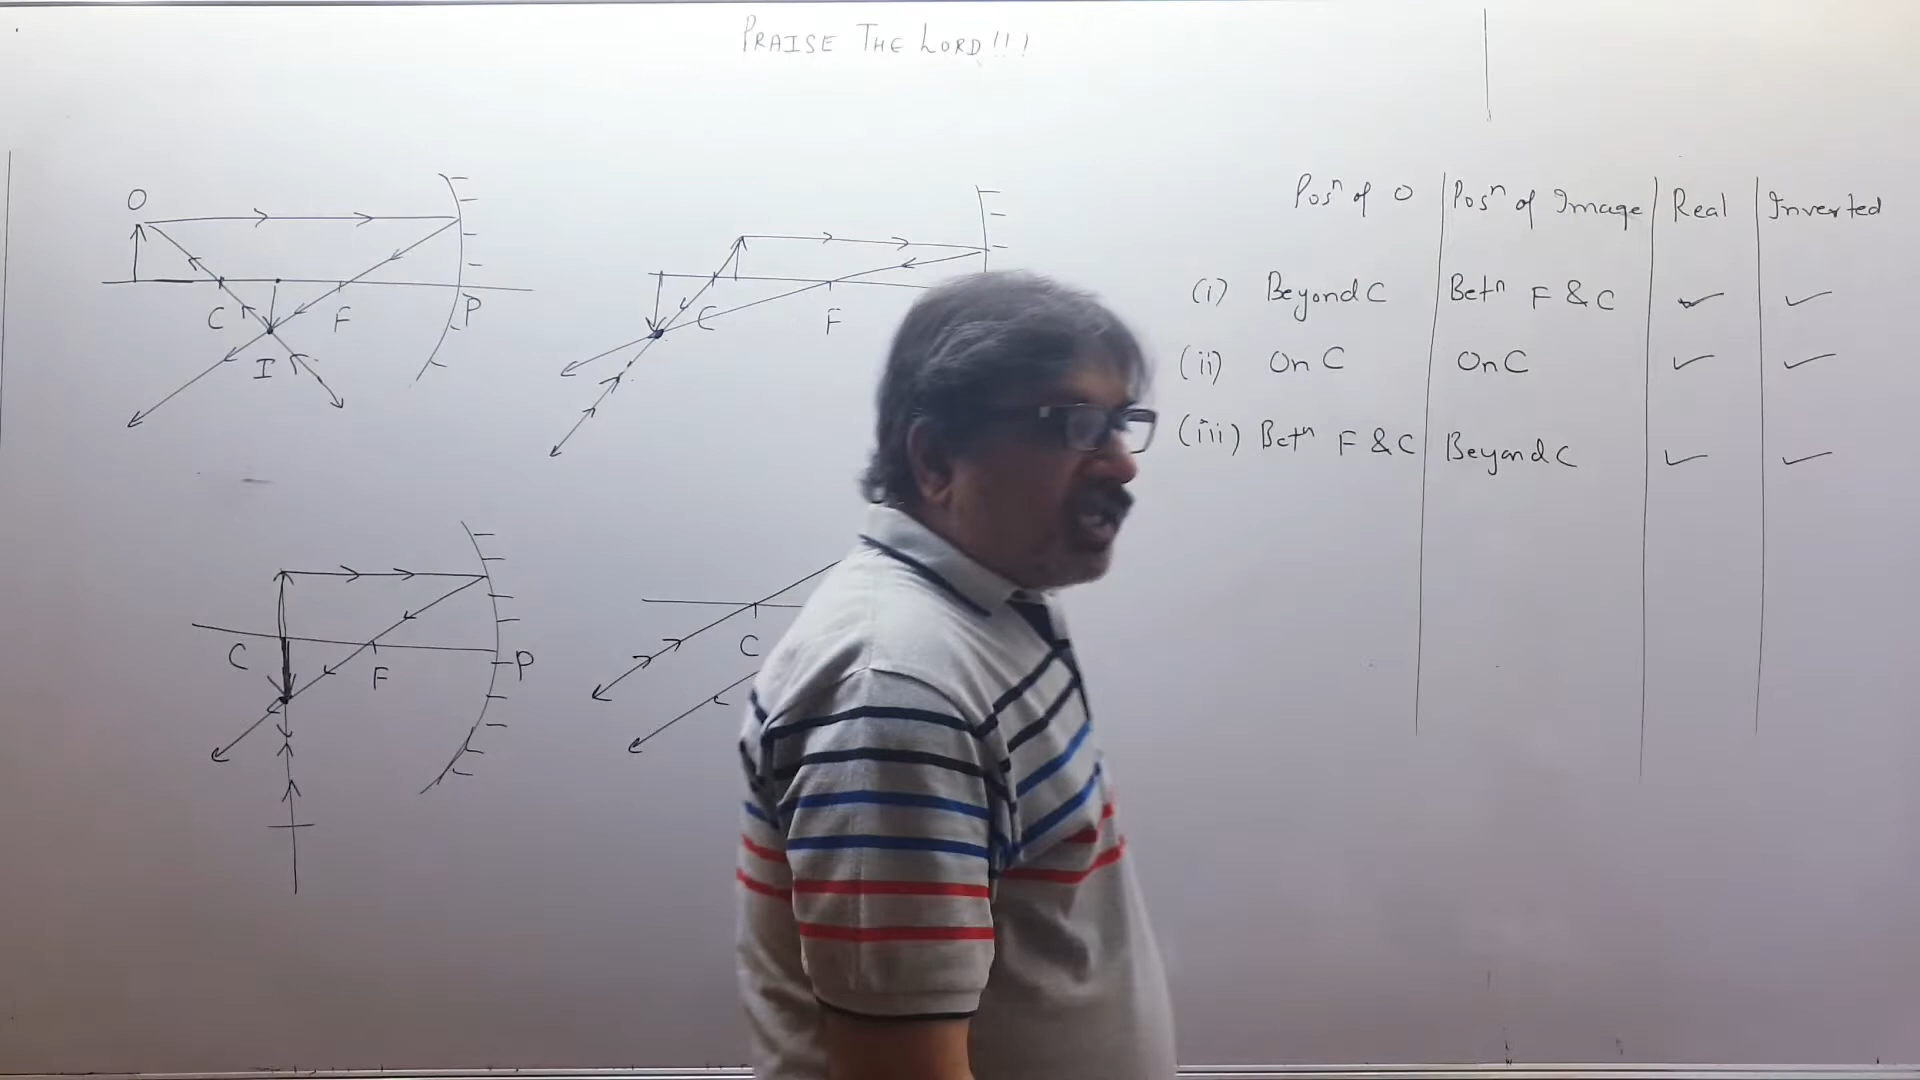 PRAISE THE LORD!!!
O
C
F
P
I
C
F
C
F
P
C
Posⁿ of O Posⁿ of Image Real Inverted
(i) Beyond C Betⁿ F & C ✓ ✓
(ii) On C On C ✓ ✓
(iii) Betⁿ F & C Beyond C ✓ ✓